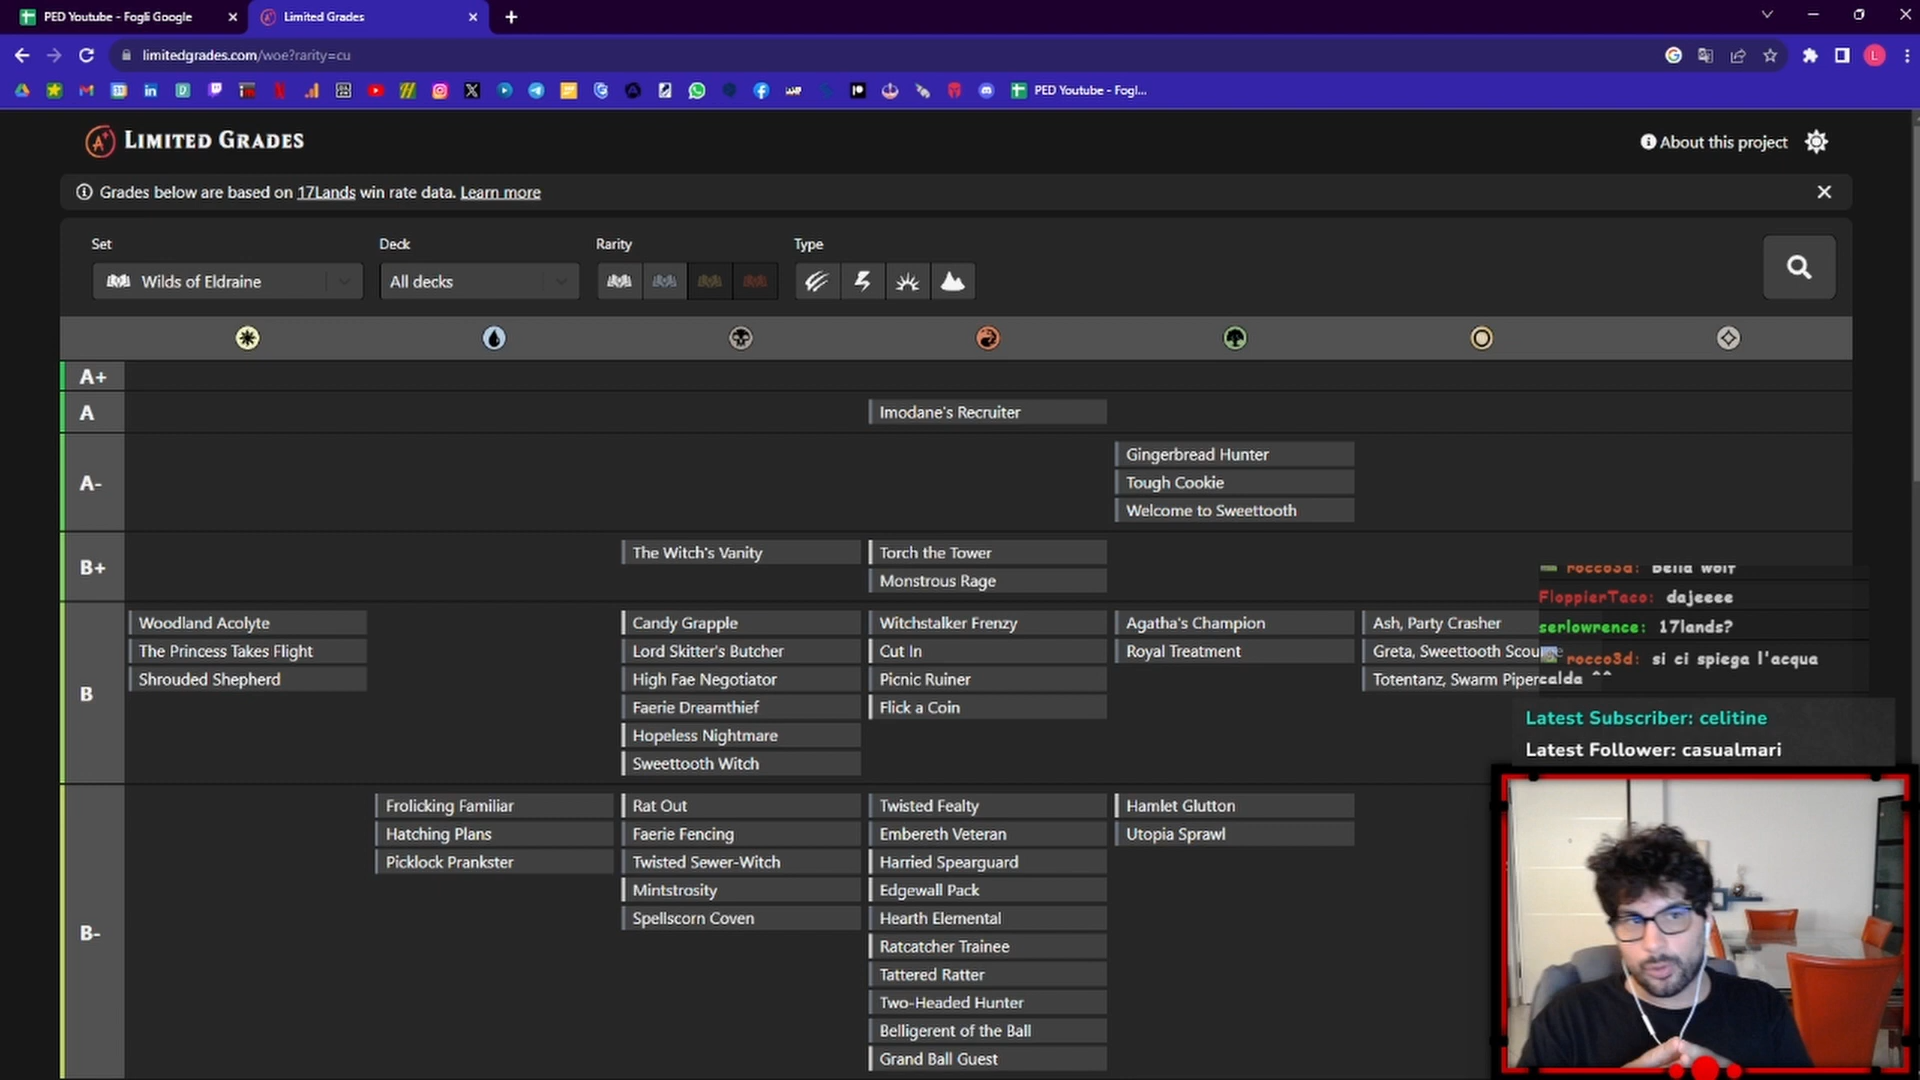 PED Youtube - Fogli Google
Limited Grades
limitedgrades.com/woe?rarity=cu
L
PED Youtube - Fogl...
LIMITED GRADES
About this project
Grades below are based on 17Lands win rate data. Learn more
Set
Deck
Rarity
Type
Wilds of Eldraine
All decks
A+
A
Imodane's Recruiter
A-
Gingerbread Hunter
Tough Cookie
Welcome to Sweettooth
B+
The Witch's Vanity
Torch the Tower
Monstrous Rage
B
Woodland Acolyte
The Princess Takes Flight
Shrouded Shepherd
Candy Grapple
Lord Skitter's Butcher
High Fae Negotiator
Faerie Dreamthief
Hopeless Nightmare
Sweettooth Witch
Witchstalker Frenzy
Cut In
Picnic Ruiner
Flick a Coin
Agatha's Champion
Royal Treatment
Ash, Party Crasher
Greta, Sweettooth Scou
Totentanz, Swarm Piper
B-
Frolicking Familiar
Hatching Plans
Picklock Prankster
Rat Out
Faerie Fencing
Twisted Sewer-Witch
Mintstrosity
Spellscorn Coven
Twisted Fealty
Embereth Veteran
Harried Spearguard
Edgewall Pack
Hearth Elemental
Ratcatcher Trainee
Tattered Ratter
Two-Headed Hunter
Belligerent of the Ball
Grand Ball Guest
Hamlet Glutton
Utopia Sprawl
rocco3d: bella wolf
FloppierTaco: dajeeee
serlowrence: 17lands?
rocco3d: si ci spiega l'acqua
calda ^^
Latest Subscriber: celitine
Latest Follower: casualmari